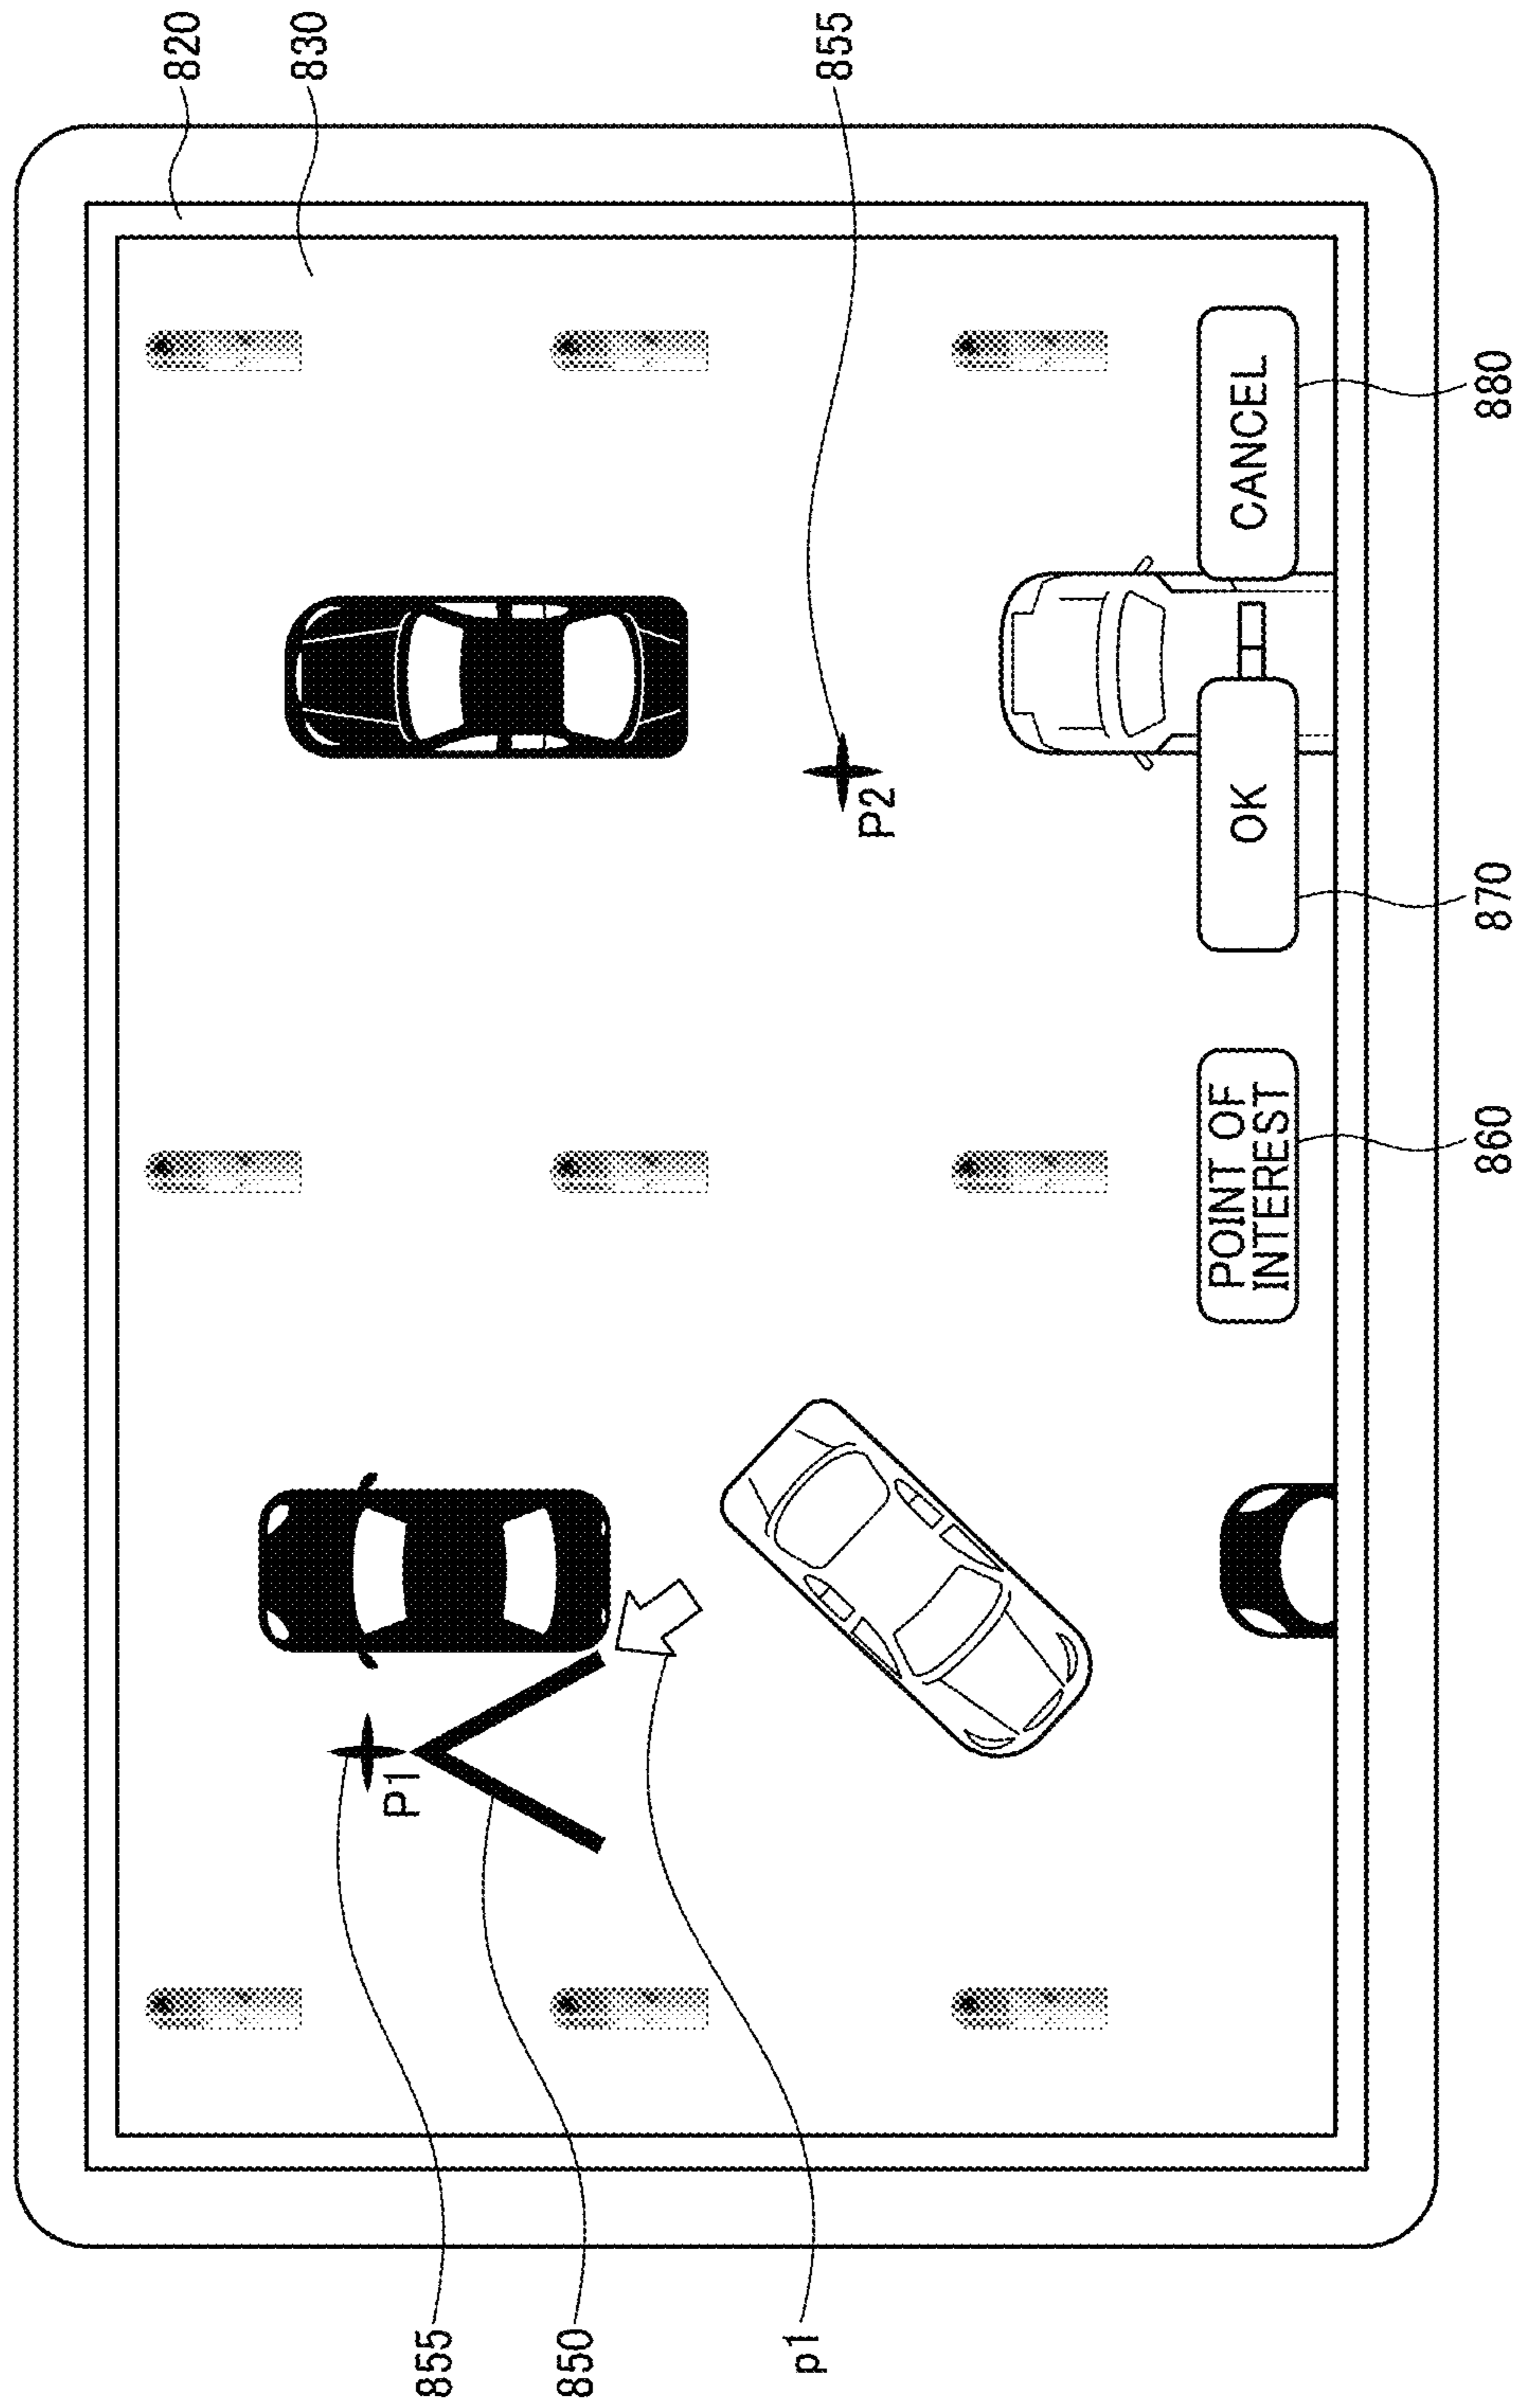 820
830
P1
855
850
p1
855
P2
POINT OF
INTEREST
OK
CANCEL
860
870
880